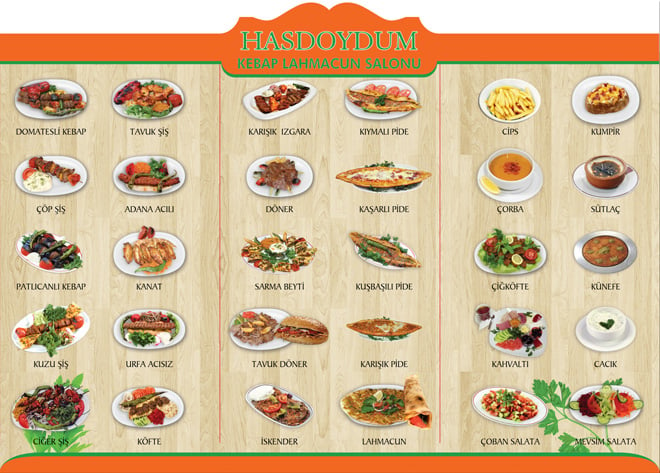 HASDOYDUM
KEBAP LAHMACUN SALONU
DOMATESLİ KEBAP
TAVUK ŞİŞ
KARIŞIK IZGARA
KIYMALI PİDE
CİPS
KUMPİR
ÇÖP ŞİŞ
ADANA ACILI
DÖNER
KAŞARLI PİDE
ÇORBA
SÜTLAÇ
PATLICANLI KEBAP
KANAT
SARMA BEYTİ
KUŞBAŞILI PİDE
ÇİĞKÖFTE
KÜNEFE
KUZU ŞİŞ
URFA ACISIZ
TAVUK DÖNER
KARIŞIK PİDE
KAHVALTI
CACIK
CİĞER ŞİŞ
KÖFTE
İSKENDER
LAHMACUN
ÇOBAN SALATA
MEVSİM SALATA